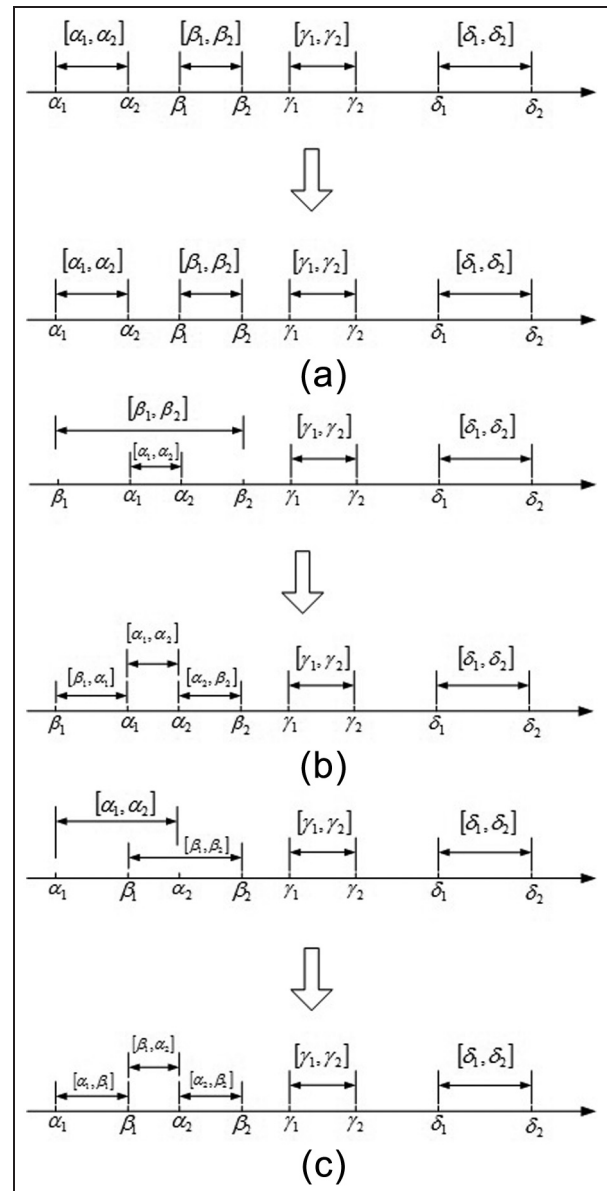 [α₁, α₂] [β₁, β₂] [γ₁, γ₂] [δ₁, δ₂]
α₁ α₂ β₁ β₂ γ₁ γ₂ δ₁ δ₂
[α₁, α₂] [β₁, β₂] [γ₁, γ₂] [δ₁, δ₂]
α₁ α₂ β₁ β₂ γ₁ γ₂ δ₁ δ₂
(a)
[β₁, β₂] [γ₁, γ₂] [δ₁, δ₂]
[α₁, α₂]
β₁ α₁ α₂ β₂ γ₁ γ₂ δ₁ δ₂
[α₁, α₂]
[β₁, α₁] [α₂, β₂] [γ₁, γ₂] [δ₁, δ₂]
β₁ α₁ α₂ β₂ γ₁ γ₂ δ₁ δ₂
(b)
[α₁, α₂] [γ₁, γ₂] [δ₁, δ₂]
[β₁, β₂]
α₁ β₁ α₂ β₂ γ₁ γ₂ δ₁ δ₂
[β₁, α₂] [γ₁, γ₂] [δ₁, δ₂]
[α₁, β₁] [α₂, β₂]
α₁ β₁ α₂ β₂ γ₁ γ₂ δ₁ δ₂
(c)